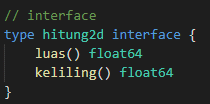 // interface
type hitung2d interface {
    luas() float64
    keliling() float64
}